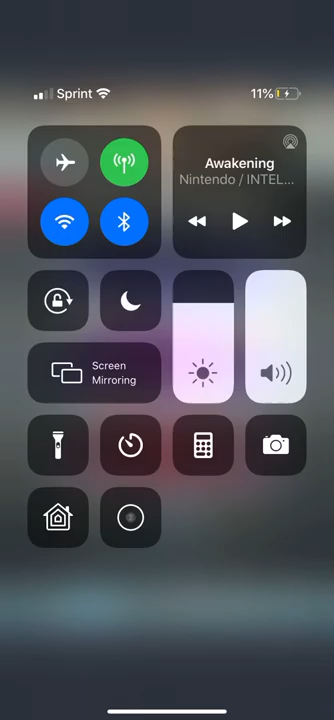 Sprint
11%
Awakening
Nintendo / INTEL...
Screen
Mirroring